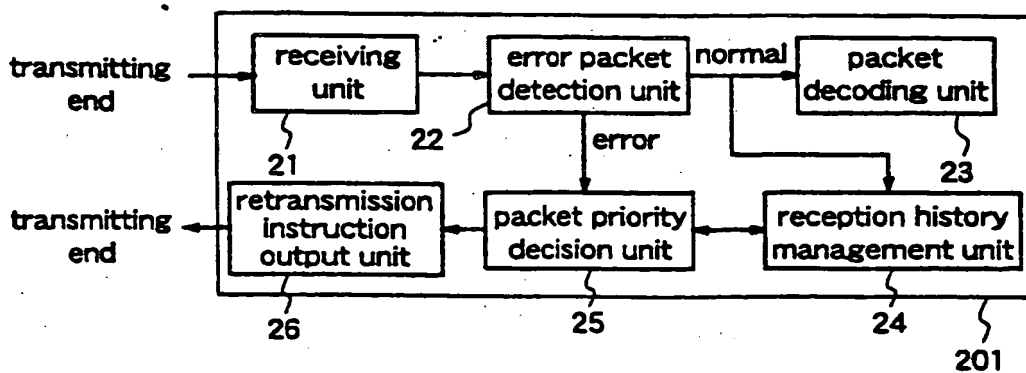 transmitting
end
receiving
unit
error packet
detection unit
normal
packet
decoding unit
21
22
error
23
transmitting
end
retransmission
instruction
output unit
packet priority
decision unit
reception history
management unit
26
25
24
201